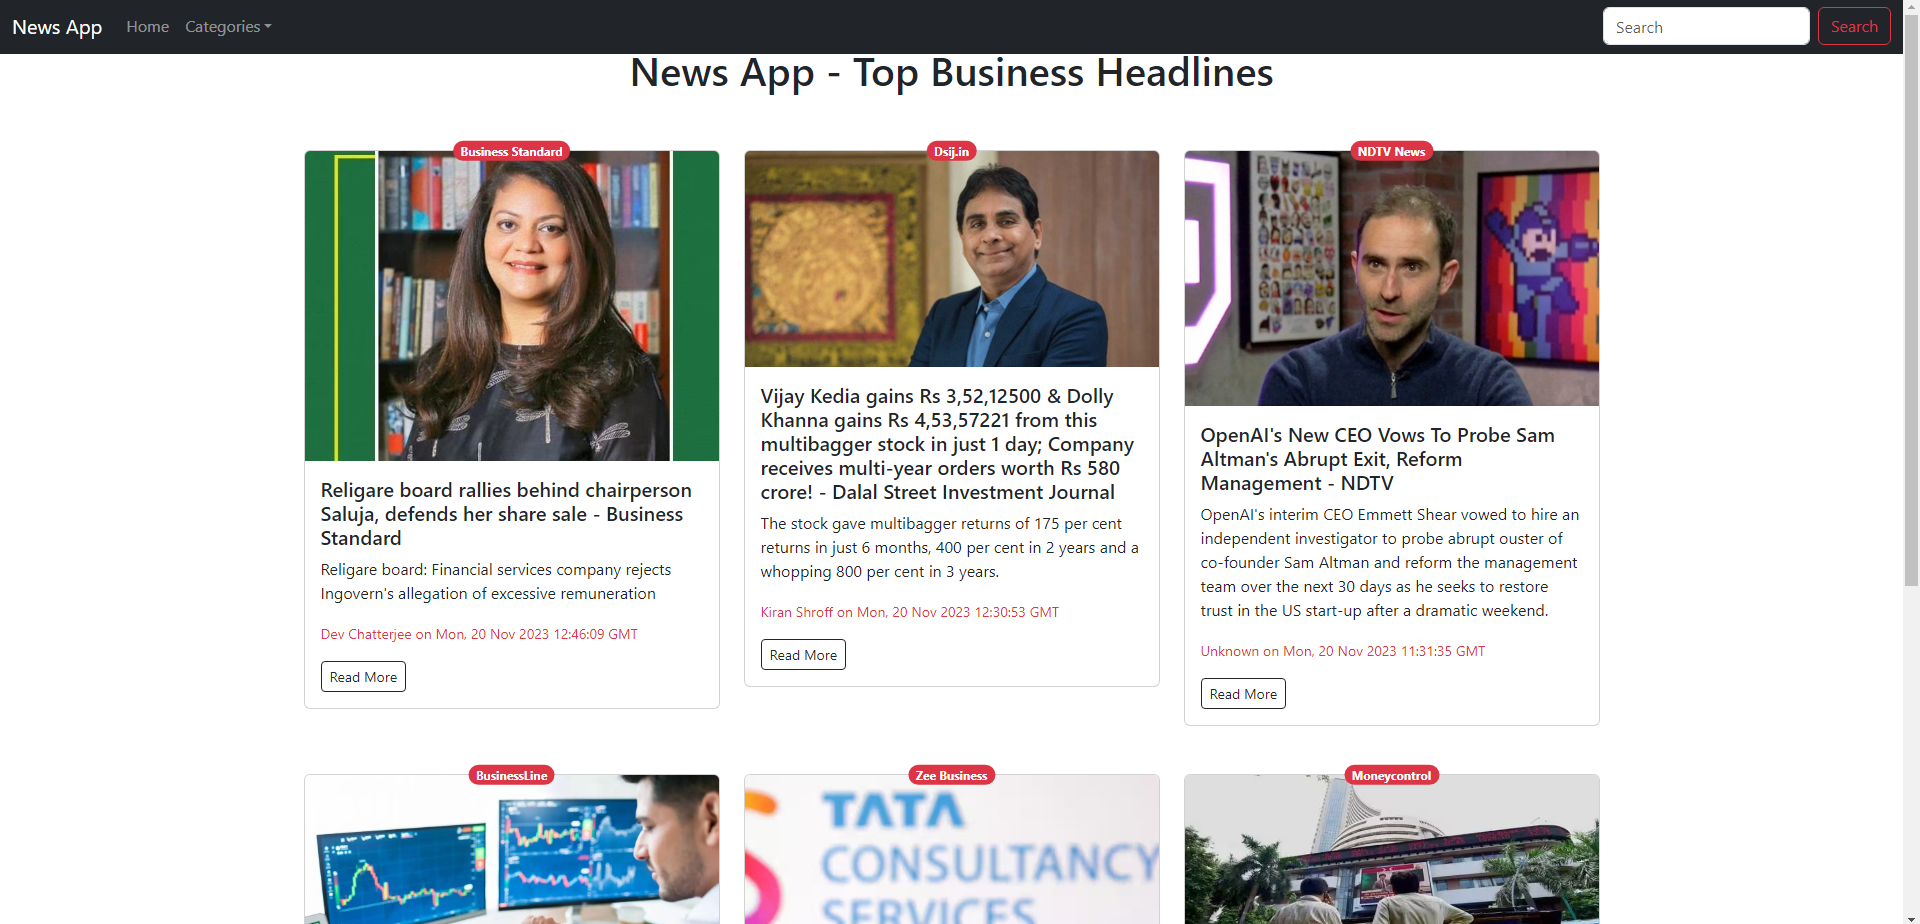 News App
Home
Categories
Search
Search
News App - Top Business Headlines
Business Standard
Religare board rallies behind chairperson
Saluja, defends her share sale - Business
Standard
Religare board: Financial services company rejects
Ingovern's allegation of excessive remuneration
Dev Chatterjee on Mon, 20 Nov 2023 12:46:09 GMT
Read More
Dsij.in
Vijay Kedia gains Rs 3,52,12500 & Dolly
Khanna gains Rs 4,53,57221 from this
multibagger stock in just 1 day; Company
receives multi-year orders worth Rs 580
crore! - Dalal Street Investment Journal
The stock gave multibagger returns of 175 per cent
returns in just 6 months, 400 per cent in 2 years and a
whopping 800 per cent in 3 years.
Kiran Shroff on Mon, 20 Nov 2023 12:30:53 GMT
Read More
NDTV News
OpenAI's New CEO Vows To Probe Sam
Altman's Abrupt Exit, Reform
Management - NDTV
OpenAI's interim CEO Emmett Shear vowed to hire an
independent investigator to probe abrupt ouster of
co-founder Sam Altman and reform the management
team over the next 30 days as he seeks to restore
trust in the US start-up after a dramatic weekend.
Unknown on Mon, 20 Nov 2023 11:31:35 GMT
Read More
BusinessLine
Zee Business
TATA
CONSULTANCY
SERVICES
Moneycontrol